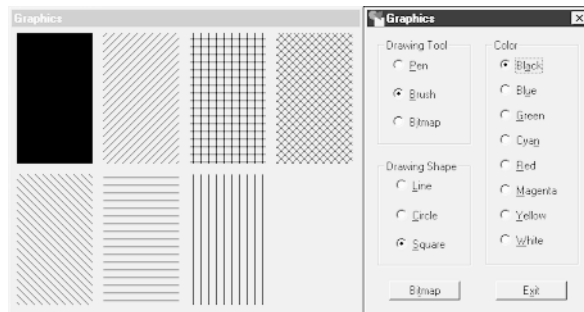 Graphics
Graphics
Drawing Tool
Pen
Brush
Bitmap
Drawing Shape
Line
Circle
Square
Color
Black
Blue
Green
Cyan
Red
Magenta
Yellow
White
Bitmap
Exit